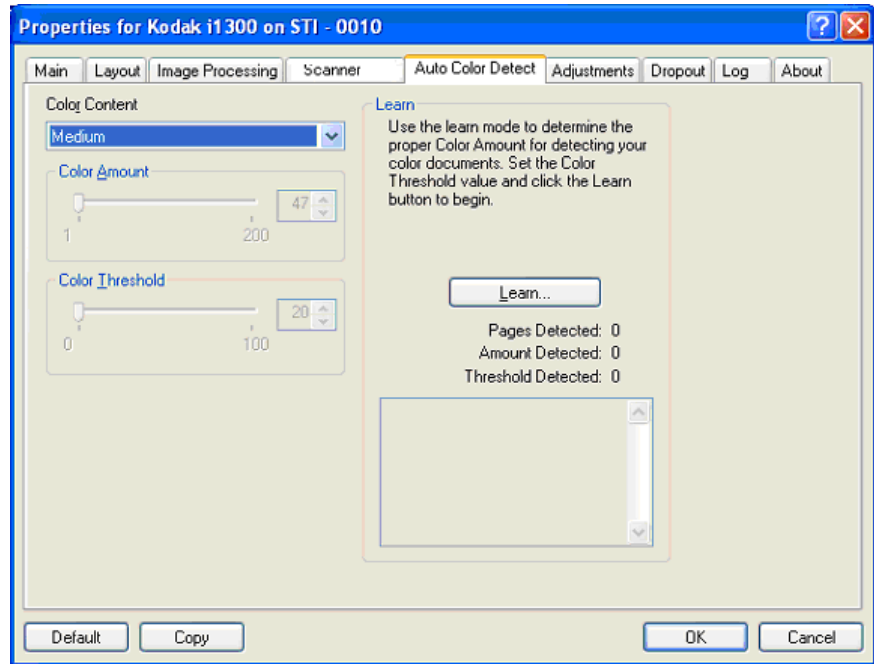 Properties for Kodak i1300 on STI - 0010
Main Layout Image Processing Scanner Auto Color Detect Adjustments Dropout Log About
Color Content
Medium
Color Amount
47
1 200
Color Threshold
20
0 100
Learn
Use the learn mode to determine the
proper Color Amount for detecting your
color documents. Set the Color
Threshold value and click the Learn
button to begin.
Learn...
Pages Detected: 0
Amount Detected: 0
Threshold Detected: 0
Default Copy OK Cancel